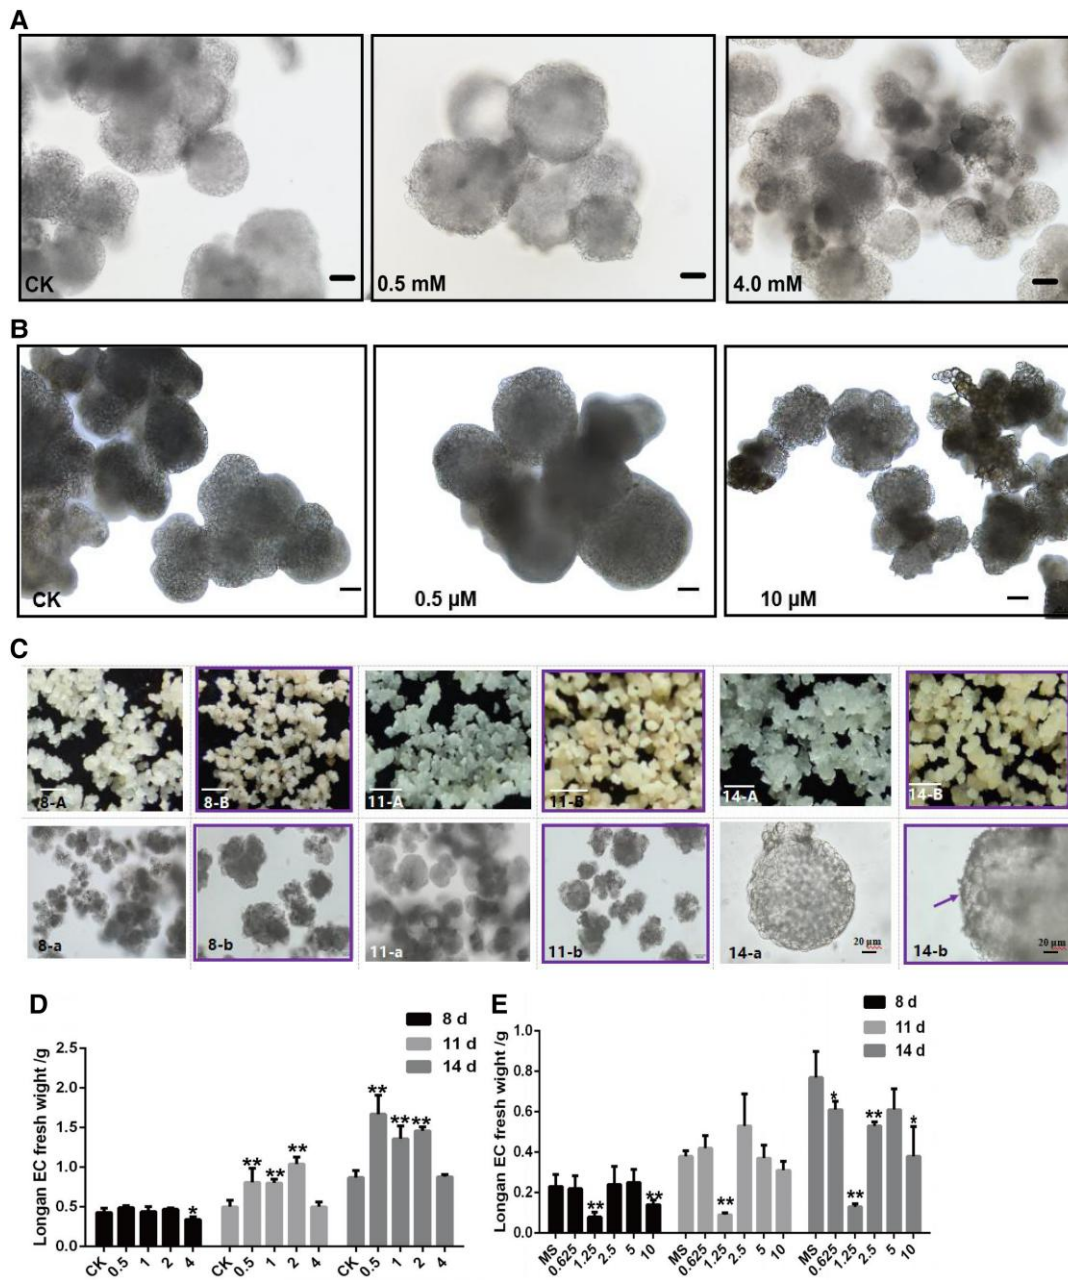 A
CK
0.5 mM
4.0 mM
B
CK
0.5 μM
10 μM
C
8-A
8-B
11-A
11-B
14-A
14-B
8-a
8-b
11-a
11-b
14-a
20 μm
14-b
20 μm
D
8 d
11 d
14 d
Longan EC fresh wight /g
2.5
2.0
1.5
1.0
0.5
0.0
*
**
**
**
**
**
**
CK 0.5 1 2 4 CK 0.5 1 2 4 CK 0.5 1 2 4
E
8 d
11 d
14 d
Longan EC fresh wight /g
1.0
0.8
0.6
0.4
0.2
0.0
**
**
**
*
**
**
*
MS 0.625 1.25 2.5 5 10 MS 0.625 1.25 2.5 5 10 MS 0.625 1.25 2.5 5 10